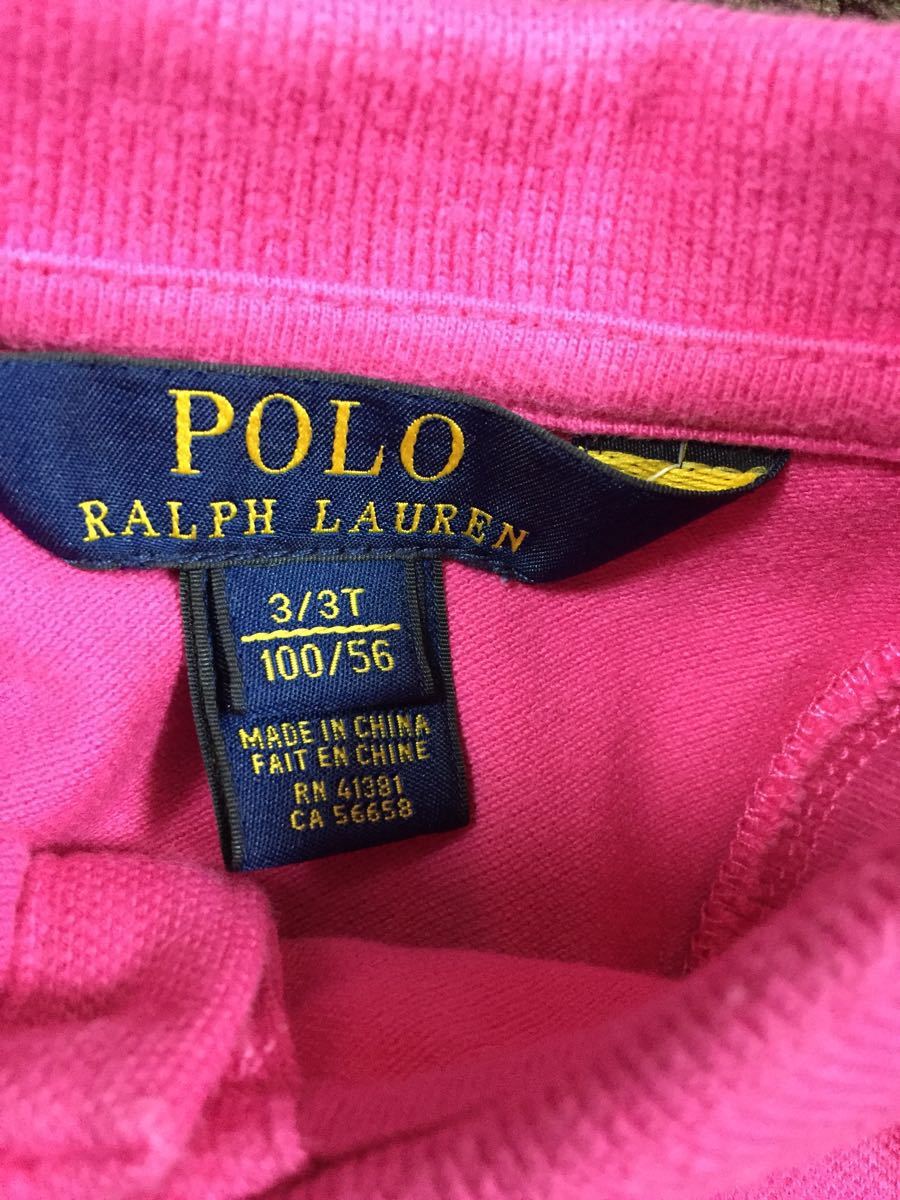 POLO
RALPH LAUREN
3/3T
100/56
MADE IN CHINA
FAIT EN CHINE
RN 41381
CA 56658